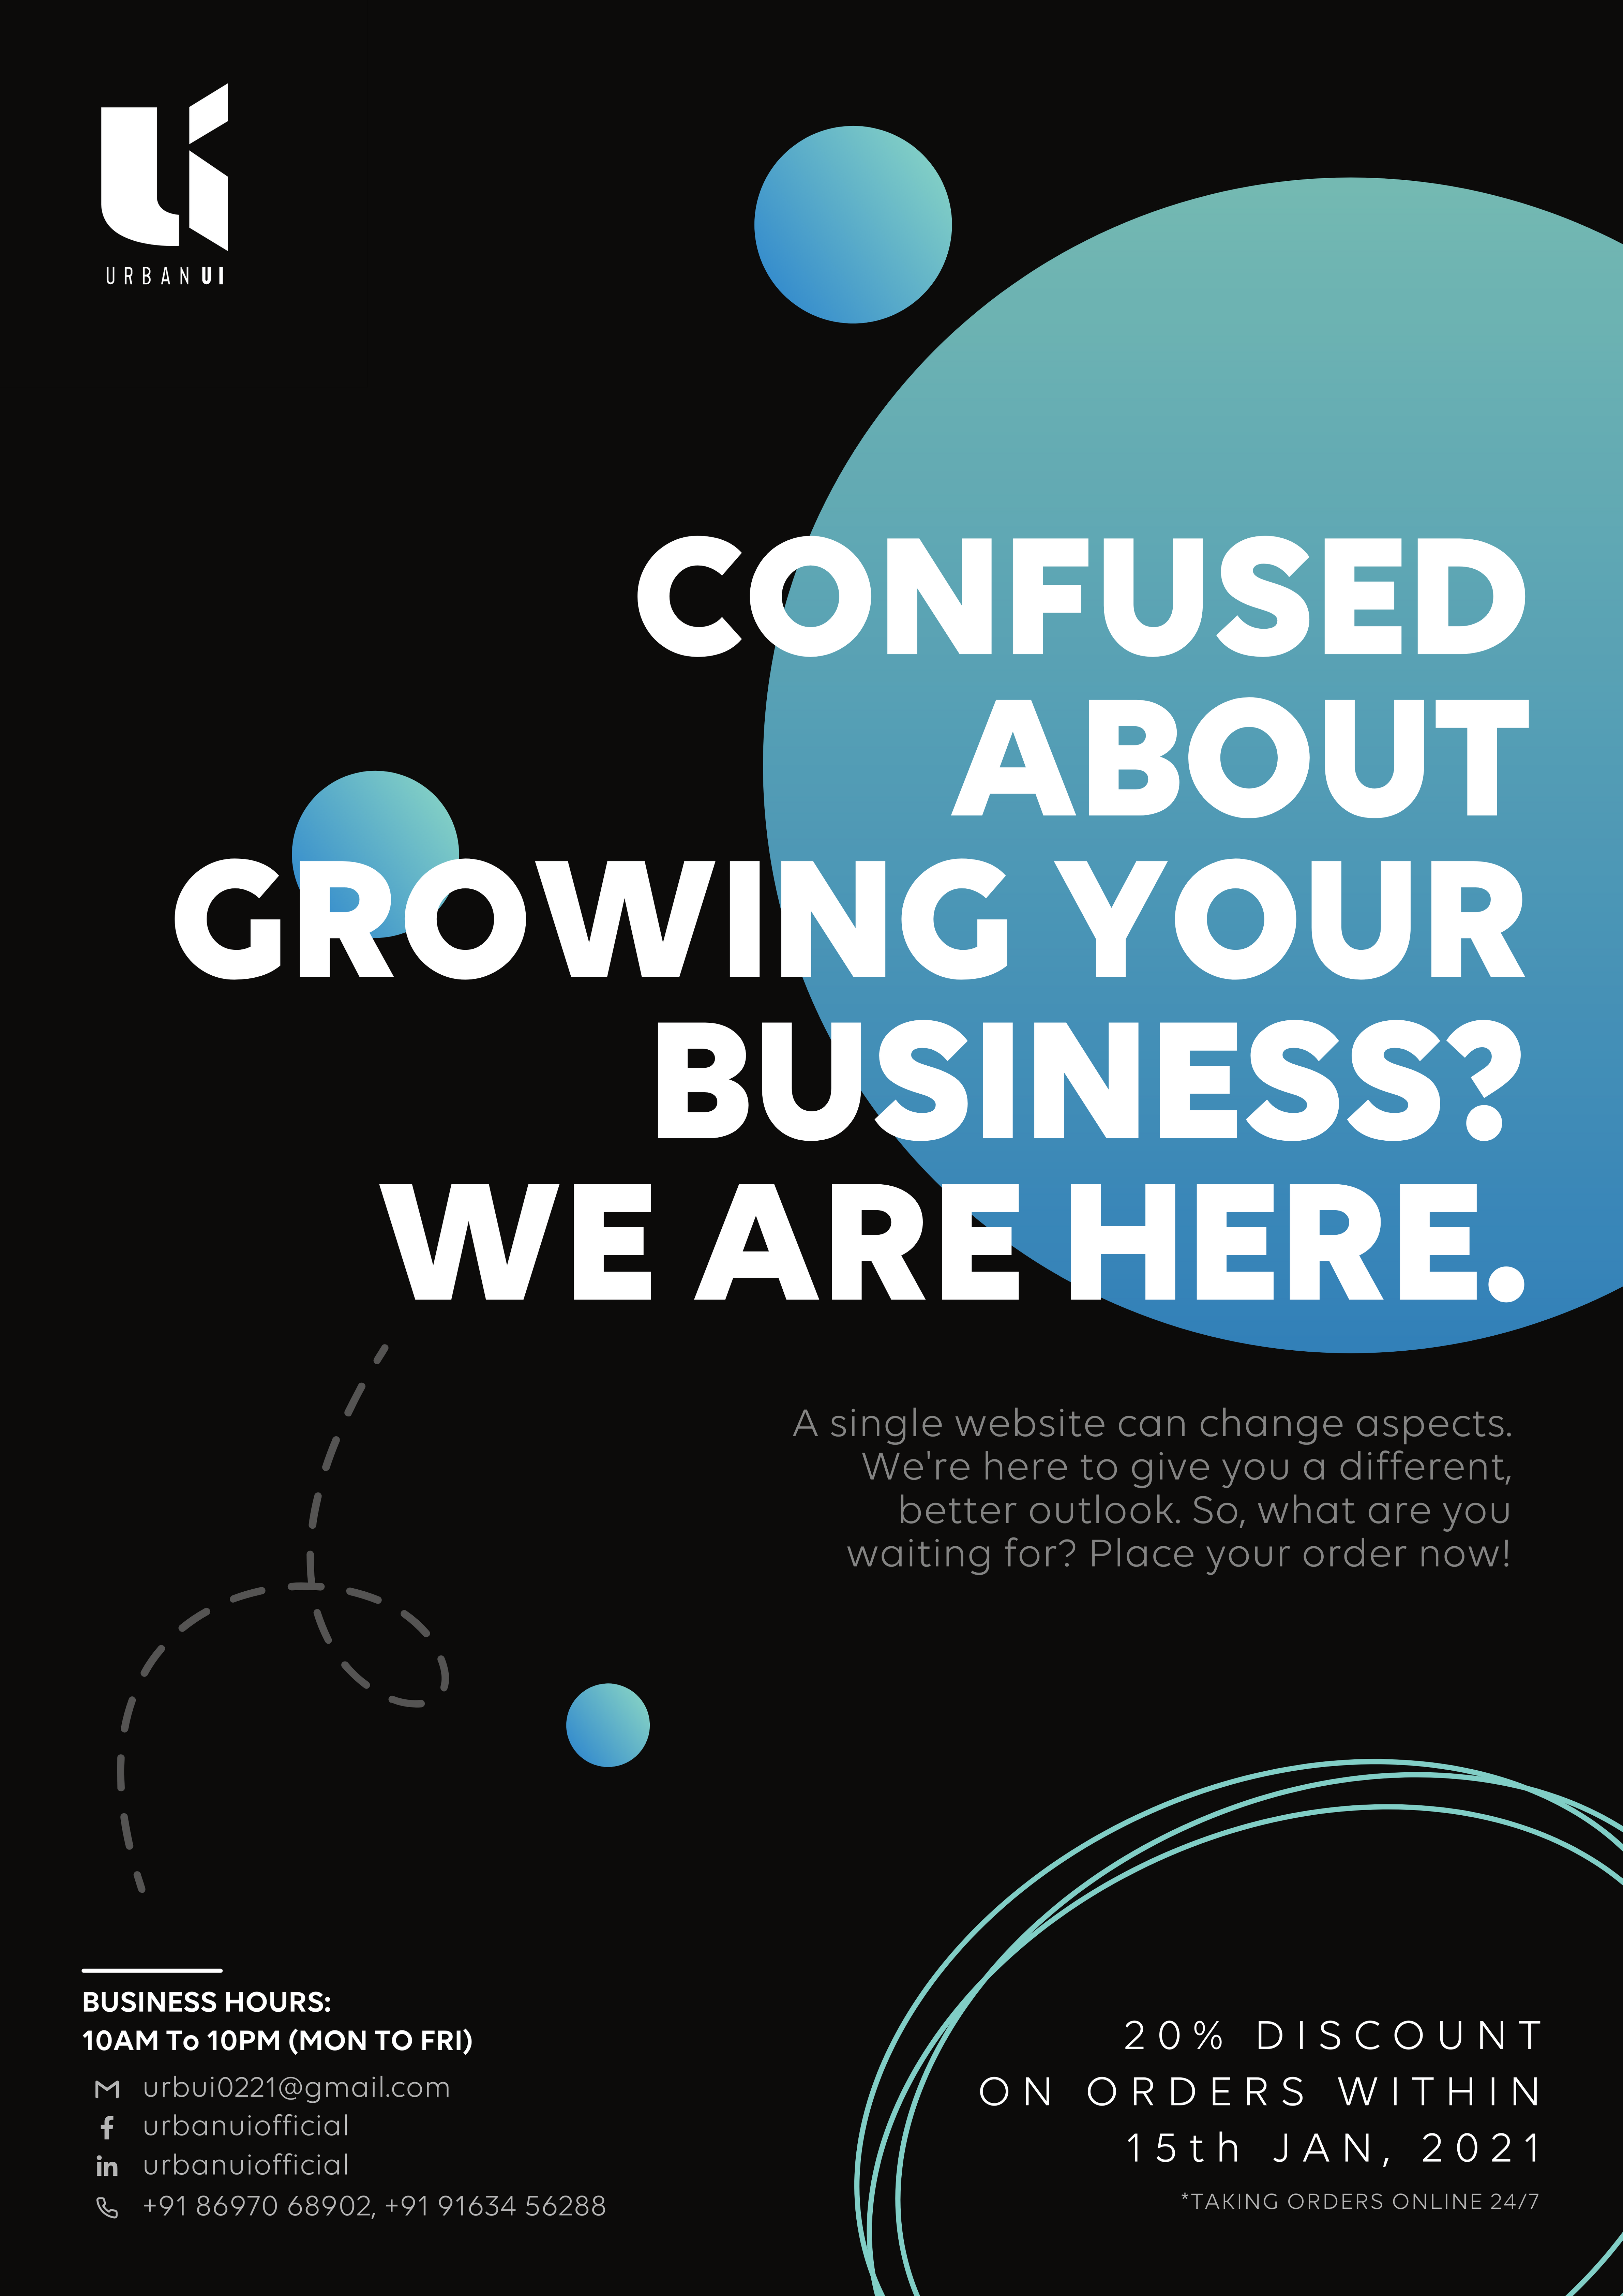 URBANUI
CONFUSED
ABOUT
GROWING YOUR
BUSINESS?
WE ARE HERE.
A single website can change aspects.
We're here to give you a different,
better outlook. So, what are you
waiting for? Place your order now!
BUSINESS HOURS:
10AM To 10PM (MON TO FRI)
urbui0221@gmail.com
urbanuiofficial
in urbanuiofficial
+91 86970 68902, +91 91634 56288
20% DISCOUNT
ON ORDERS WITHIN
15th JAN, 2021
*TAKING ORDERS ONLINE 24/7